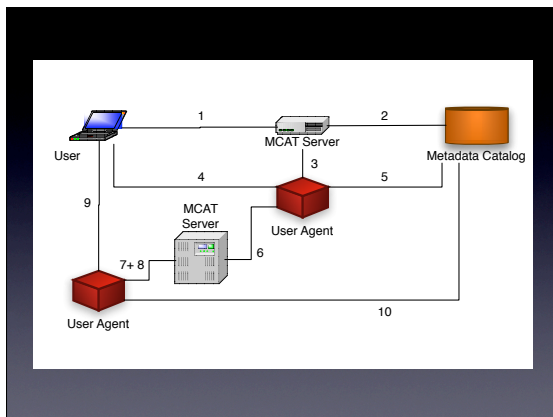 1
2
MCAT Server
User
Metadata Catalog
3
4
5
9
MCAT
Server
User Agent
6
7+ 8
10
User Agent